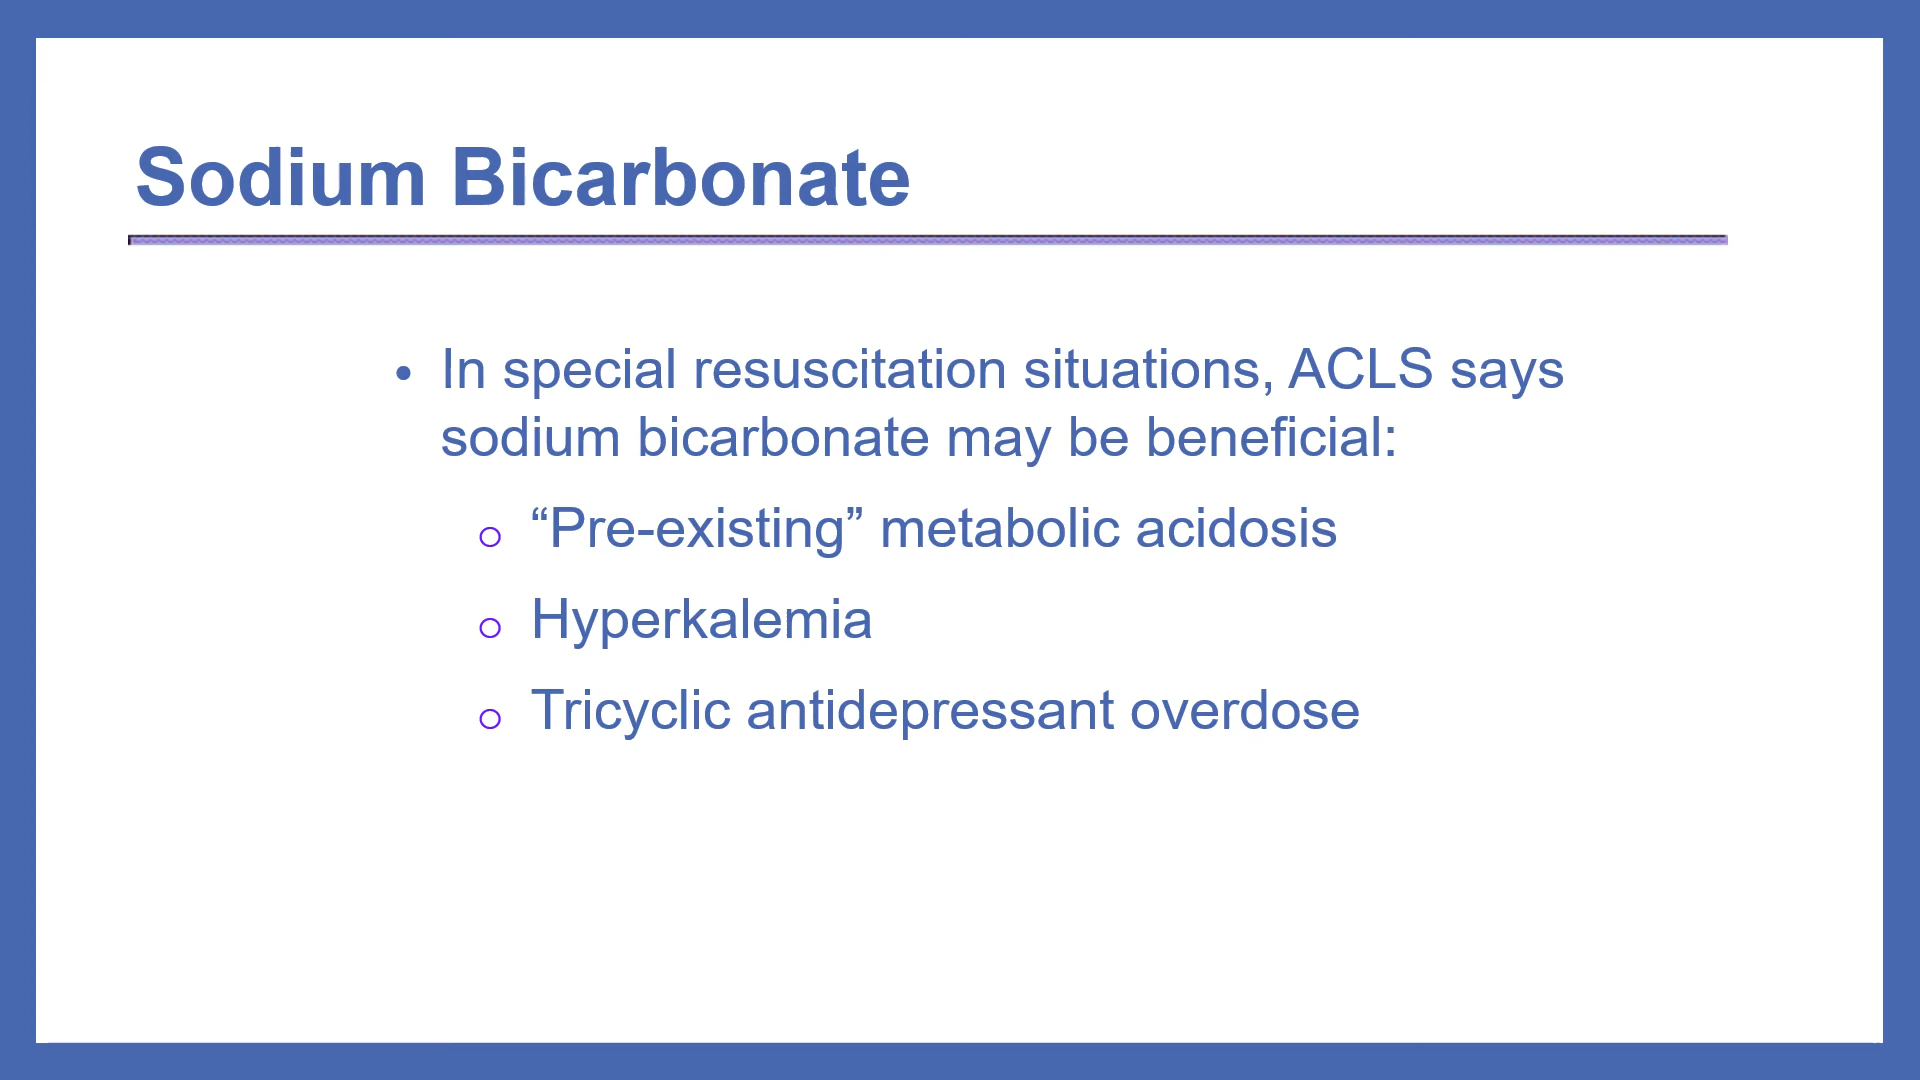 Sodium Bicarbonate
• In special resuscitation situations, ACLS says
sodium bicarbonate may be beneficial:
o “Pre-existing” metabolic acidosis
o Hyperkalemia
o Tricyclic antidepressant overdose